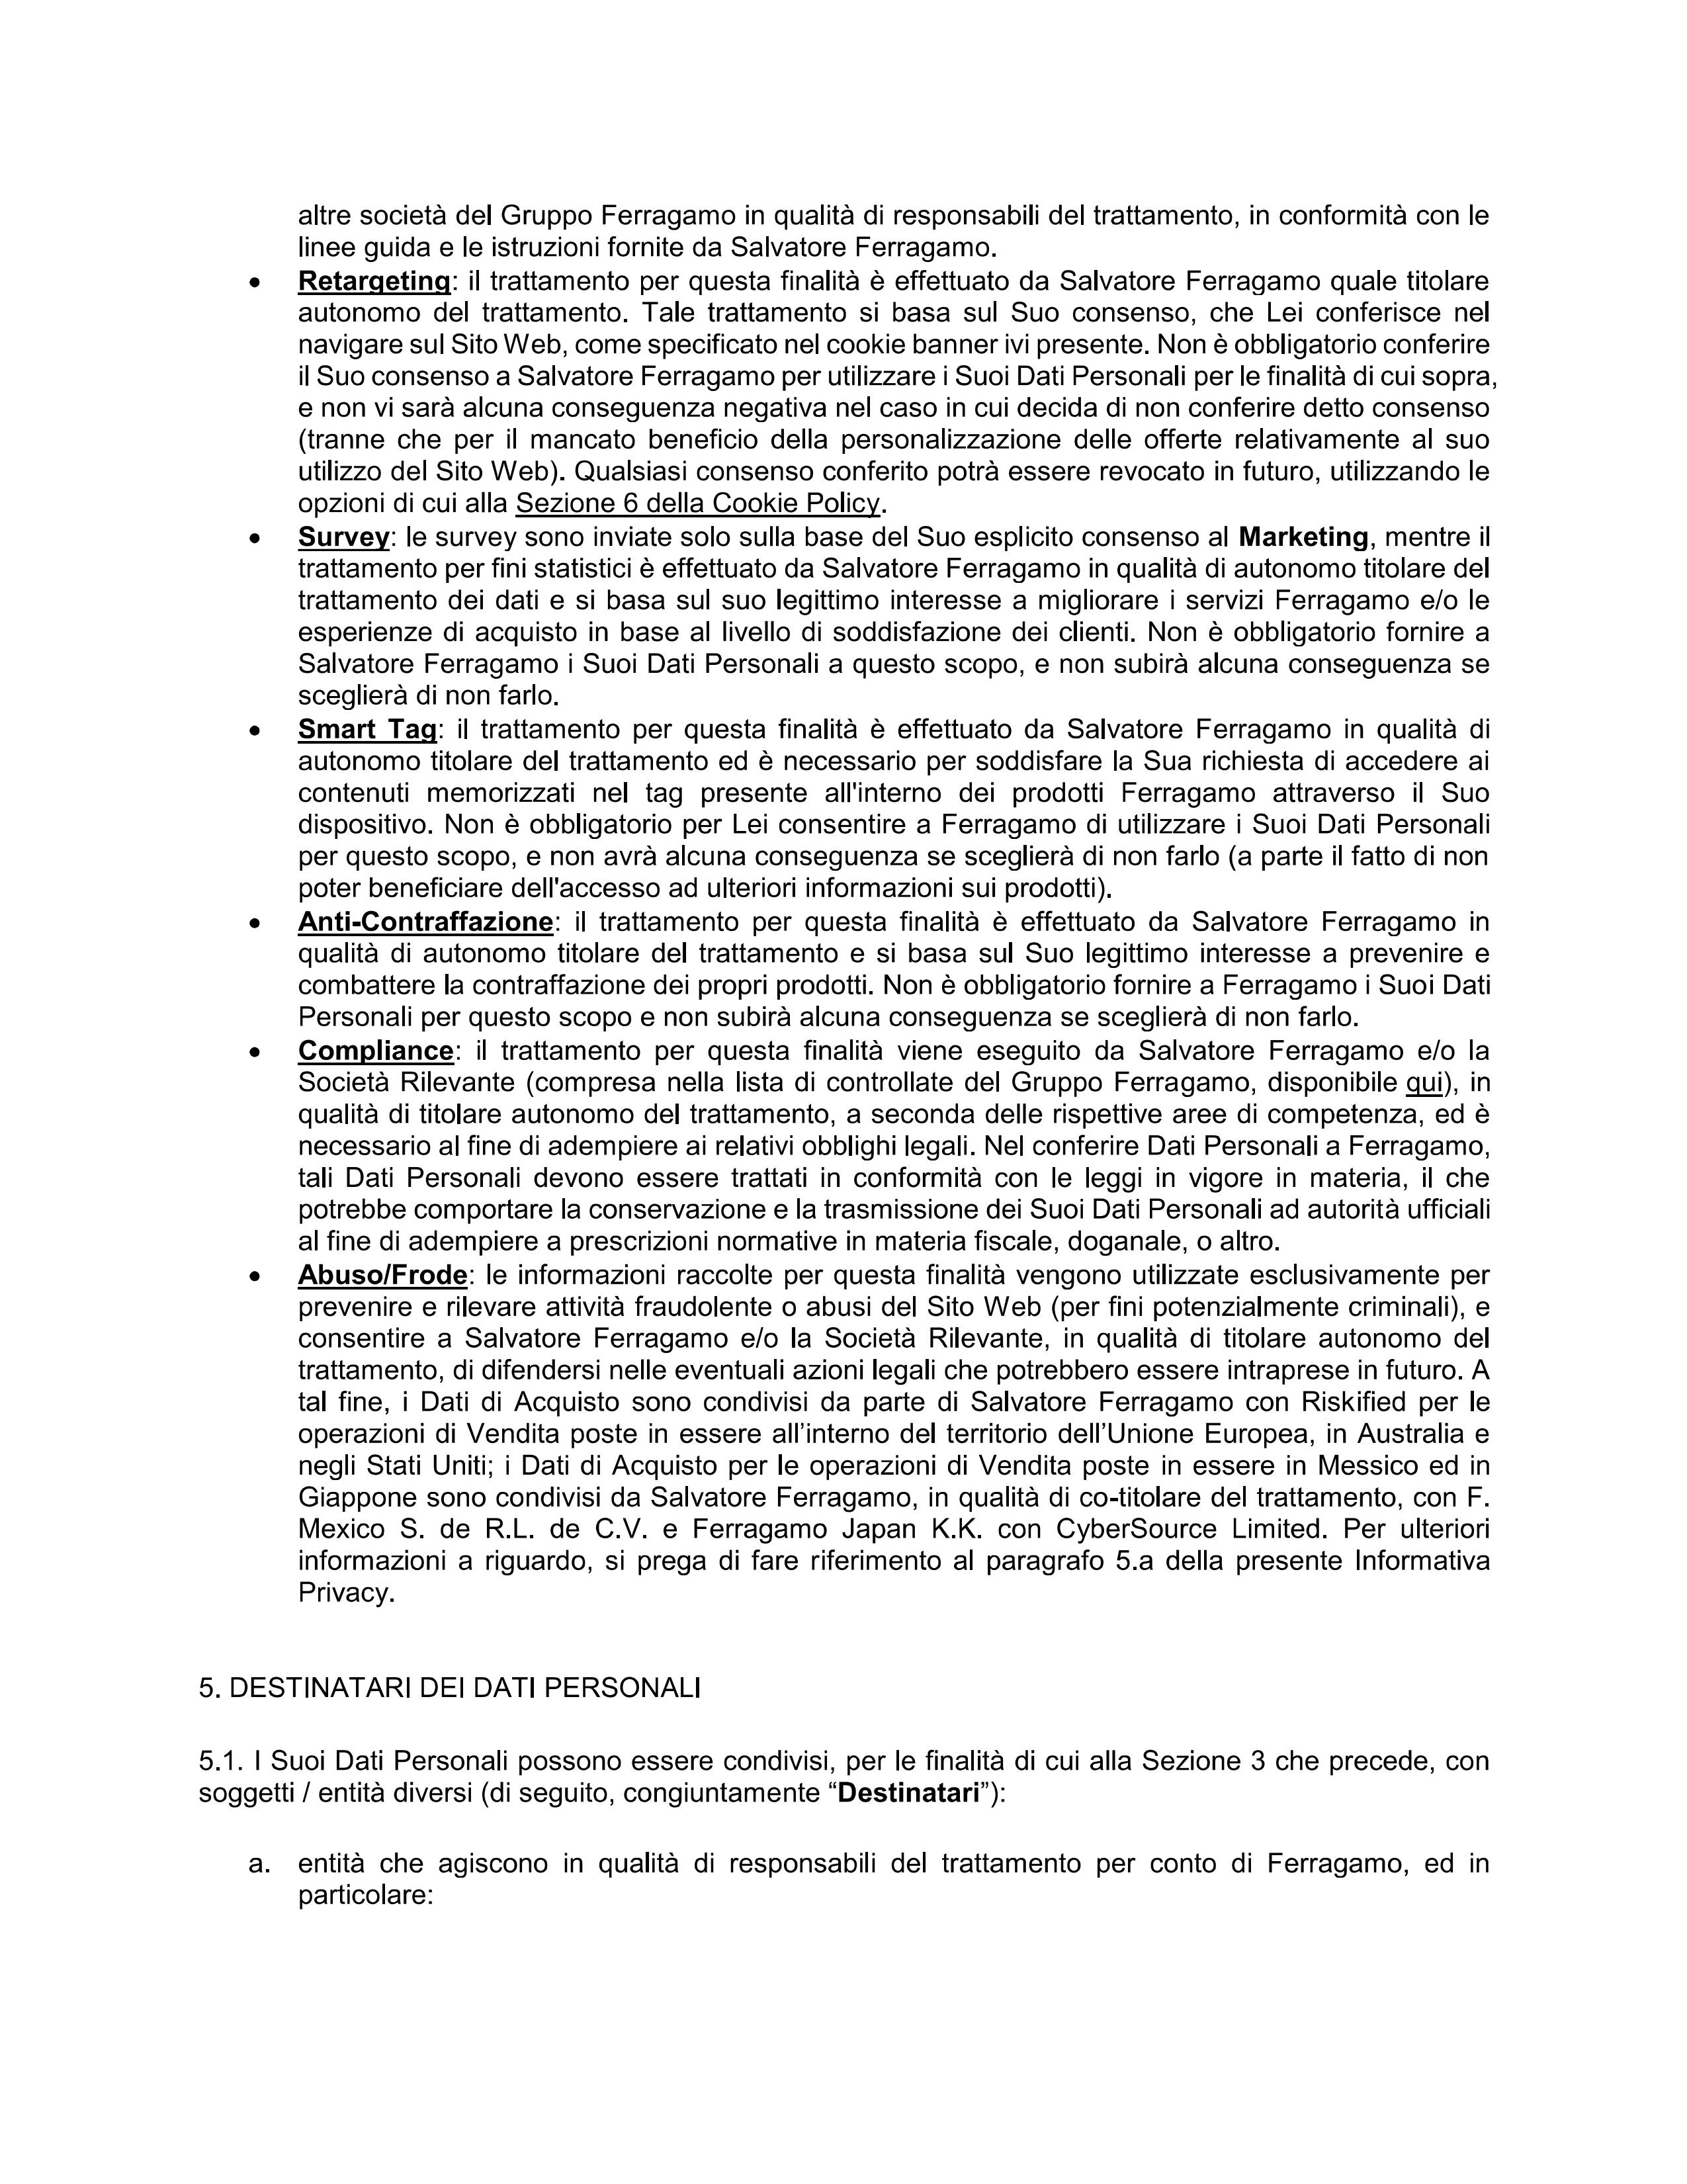 altre società del Gruppo Ferragamo in qualità di responsabili del trattamento, in conformità con le
linee guida e le istruzioni fornite da Salvatore Ferragamo.
• Retargeting: il trattamento per questa finalità è effettuato da Salvatore Ferragamo quale titolare
autonomo del trattamento. Tale trattamento si basa sul Suo consenso, che Lei conferisce nel
navigare sul Sito Web, come specificato nel cookie banner ivi presente. Non è obbligatorio conferire
il Suo consenso a Salvatore Ferragamo per utilizzare i Suoi Dati Personali per le finalità di cui sopra,
e non vi sarà alcuna conseguenza negativa nel caso in cui decida di non conferire detto consenso
(tranne che per il mancato beneficio della personalizzazione delle offerte relativamente al suo
utilizzo del Sito Web). Qualsiasi consenso conferito potrà essere revocato in futuro, utilizzando le
opzioni di cui alla Sezione 6 della Cookie Policy.
• Survey: le survey sono inviate solo sulla base del Suo esplicito consenso al Marketing, mentre il
trattamento per fini statistici è effettuato da Salvatore Ferragamo in qualità di autonomo titolare del
trattamento dei dati e si basa sul suo legittimo interesse a migliorare i servizi Ferragamo e/o le
esperienze di acquisto in base al livello di soddisfazione dei clienti. Non è obbligatorio fornire a
Salvatore Ferragamo i Suoi Dati Personali a questo scopo, e non subirà alcuna conseguenza se
sceglierà di non farlo.
• Smart Tag: il trattamento per questa finalità è effettuato da Salvatore Ferragamo in qualità di
autonomo titolare del trattamento ed è necessario per soddisfare la Sua richiesta di accedere ai
contenuti memorizzati nel tag presente all'interno dei prodotti Ferragamo attraverso il Suo
dispositivo. Non è obbligatorio per Lei consentire a Ferragamo di utilizzare i Suoi Dati Personali
per questo scopo, e non avrà alcuna conseguenza se sceglierà di non farlo (a parte il fatto di non
poter beneficiare dell'accesso ad ulteriori informazioni sui prodotti).
• Anti-Contraffazione: il trattamento per questa finalità è effettuato da Salvatore Ferragamo in
qualità di autonomo titolare del trattamento e si basa sul Suo legittimo interesse a prevenire e
combattere la contraffazione dei propri prodotti. Non è obbligatorio fornire a Ferragamo i Suoi Dati
Personali per questo scopo e non subirà alcuna conseguenza se sceglierà di non farlo.
• Compliance: il trattamento per questa finalità viene eseguito da Salvatore Ferragamo e/o la
Società Rilevante (compresa nella lista di controllate del Gruppo Ferragamo, disponibile qui), in
qualità di titolare autonomo del trattamento, a seconda delle rispettive aree di competenza, ed è
necessario al fine di adempiere ai relativi obblighi legali. Nel conferire Dati Personali a Ferragamo,
tali Dati Personali devono essere trattati in conformità con le leggi in vigore in materia, il che
potrebbe comportare la conservazione e la trasmissione dei Suoi Dati Personali ad autorità ufficiali
al fine di adempiere a prescrizioni normative in materia fiscale, doganale, o altro.
• Abuso/Frode: le informazioni raccolte per questa finalità vengono utilizzate esclusivamente per
prevenire e rilevare attività fraudolente o abusi del Sito Web (per fini potenzialmente criminali), e
consentire a Salvatore Ferragamo e/o la Società Rilevante, in qualità di titolare autonomo del
trattamento, di difendersi nelle eventuali azioni legali che potrebbero essere intraprese in futuro. A
tal fine, i Dati di Acquisto sono condivisi da parte di Salvatore Ferragamo con Riskified per le
operazioni di Vendita poste in essere all’interno del territorio dell’Unione Europea, in Australia e
negli Stati Uniti; i Dati di Acquisto per le operazioni di Vendita poste in essere in Messico ed in
Giappone sono condivisi da Salvatore Ferragamo, in qualità di co-titolare del trattamento, con F.
Mexico S. de R.L. de C.V. e Ferragamo Japan K.K. con CyberSource Limited. Per ulteriori
informazioni a riguardo, si prega di fare riferimento al paragrafo 5.a della presente Informativa
Privacy.
5. DESTINATARI DEI DATI PERSONALI
5.1. I Suoi Dati Personali possono essere condivisi, per le finalità di cui alla Sezione 3 che precede, con
soggetti / entità diversi (di seguito, congiuntamente “Destinatari”):
a. entità che agiscono in qualità di responsabili del trattamento per conto di Ferragamo, ed in
particolare: